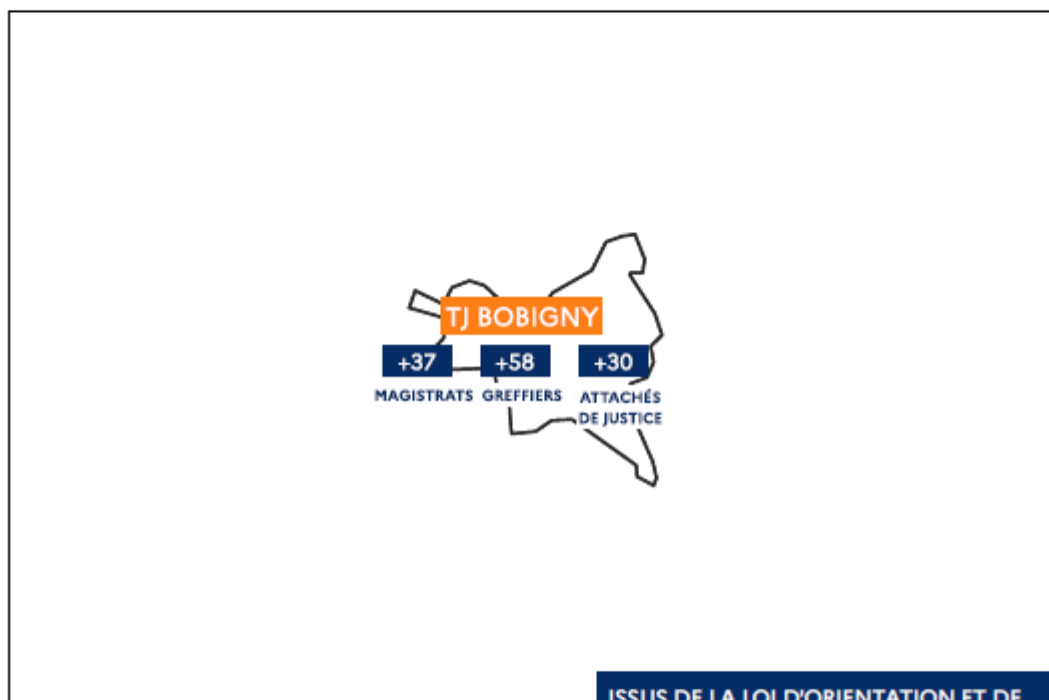 TJ BOBIGNY
+37 +58 +30
MAGISTRATS GREFFIERS ATTACHÉS
DE JUSTICE
ISSUS DE LA LOI D'ORIENTATION ET DE